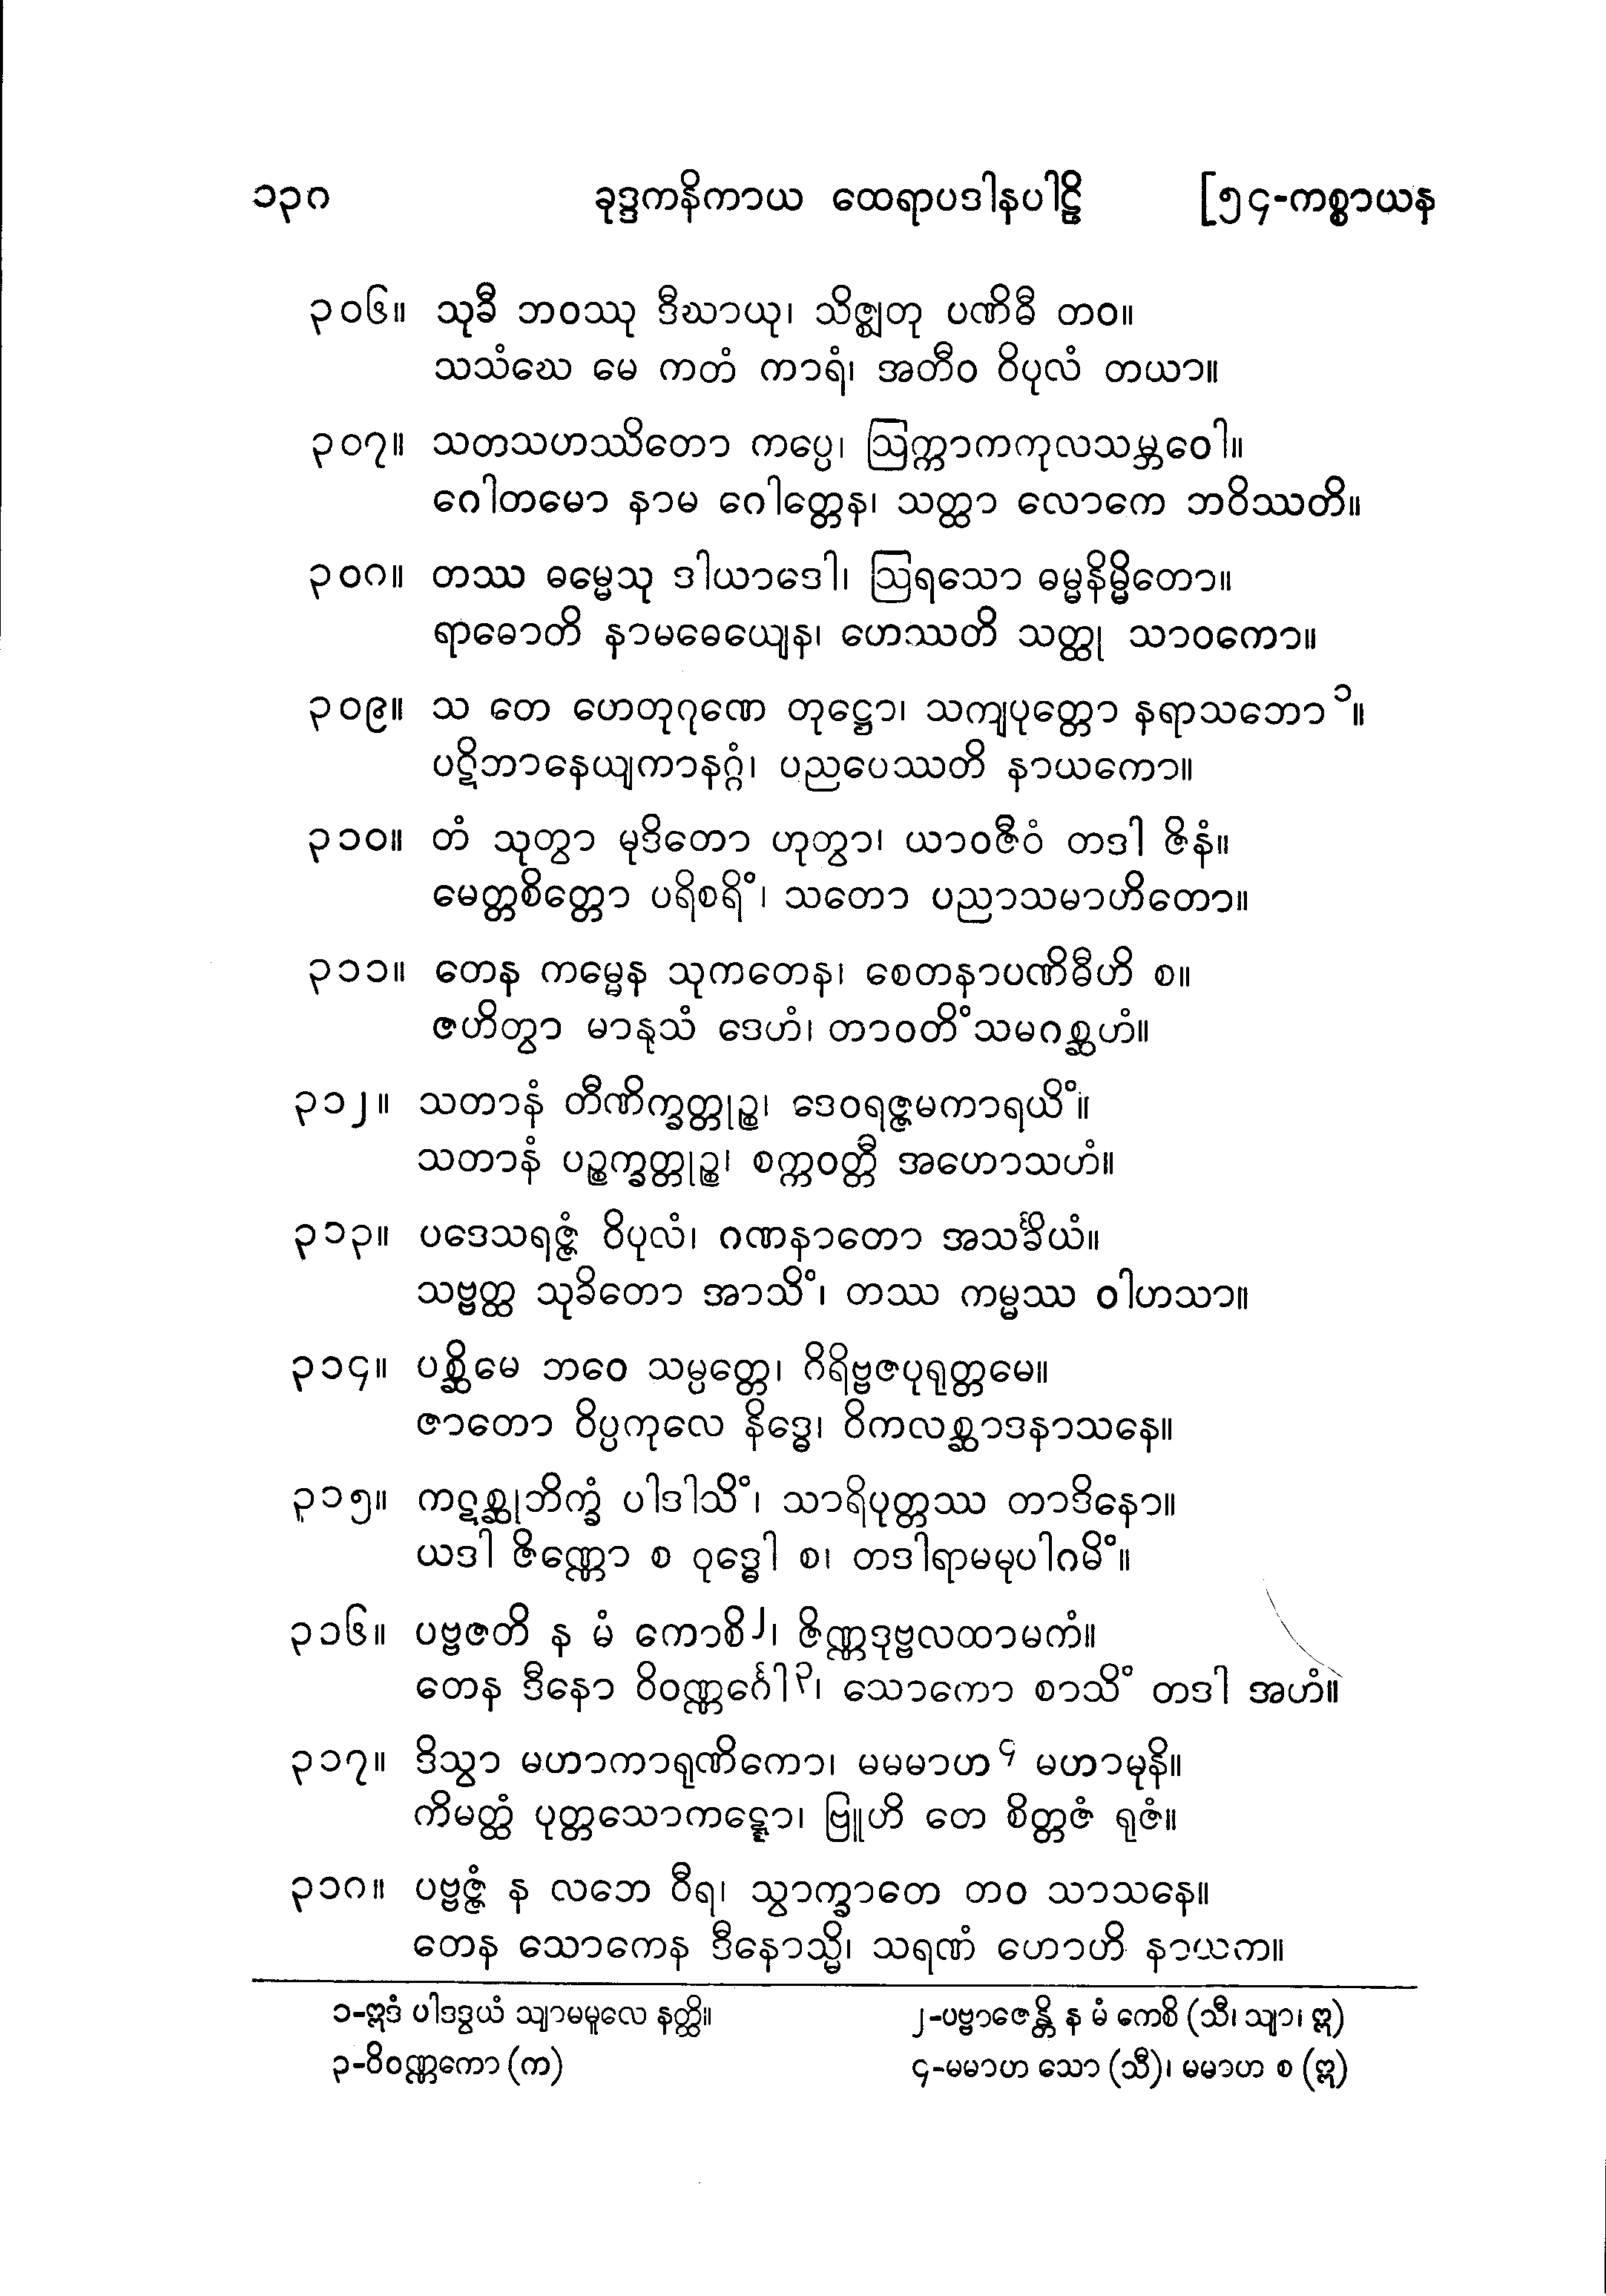 ၁၃၈ ခုဒ္ဒကနိကာယ ထေရာပဒါနပါဠိ [၅၄-ကစ္စာယန
၃၀၆။ သုခီ ဘဝဿု ဒီဃာယု၊ သိဇ္ဈတု ပဏိဓီ တဝ။
သသံဃေ မေ ကတံ ကာရံ၊ အတီဝ ဝိပုလံ တယာ။
၃၀၇။ သတသဟဿိတော ကပ္ပေ၊ ဩက္ကာကကုလသမ္ဘဝေါ။
ဂေါတမော နာမ ဂေါတ္တေန၊ သတ္ထာ လောကေ ဘဝိဿတိ။
၃၀၈။ တဿ ဓမ္မေသု ဒါယာဒေါ၊ ဩရသော ဓမ္မနိမ္မိတော။
ရာဓောတိ နာမဓေယျေန၊ ဟေဿတိ သတ္ထု သာဝကော။
၃၀၉။ သ တေ ဟေတုဂုဏေ တုဋ္ဌော၊ သကျပုတ္တော နရာသဘော ၁။
ပဋိဘာနေယျကာနဂ္ဂံ၊ ပညပေဿတိ နာယကော။
၃၁၀။ တံ သုတွာ မုဒိတော ဟုတွာ၊ ယာဝဇီဝံ တဒါ ဇိနံ။
မေတ္တစိတ္တော ပရိစရိံ၊ သတော ပညာသမာဟိတော။
၃၁၁။ တေန ကမ္မေန သုကတေန၊ စေတနာပဏိဓီဟိ စ။
ဇဟိတွာ မာနုသံ ဒေဟံ၊ တာဝတိံသမဂစ္ဆဟံ။
၃၁၂။ သတာနံ တီဏိက္ခတ္တုဉ္စ၊ ဒေဝရဇ္ဇမကာရယိံ။
သတာနံ ပဉ္စက္ခတ္တုဉ္စ၊ စက္ကဝတ္တီ အဟောသဟံ။
၃၁၃။ ပဒေသရဇ္ဇံ ဝိပုလံ၊ ဂဏနာတော အသင်္ခိယံ။
သဗ္ဗတ္ထ သုခိတော အာသိံ၊ တဿ ကမ္မဿ ဝါဟသာ။
၃၁၄။ ပစ္ဆိမေ ဘဝေ သမ္ပတ္တေ၊ ဂိရိဗ္ဗဇပုရုတ္တမေ။
ဇာတော ဝိပ္ပကုလေ နိဒ္ဓေ၊ ဝိကလစ္ဆာဒနာသနေ။
၃၁၅။ ကဋစ္ဆုဘိက္ခံ ပါဒါသိံ၊ သာရိပုတ္တဿ တာဒိနော။
ယဒါ ဇိဏ္ဏော စ ဝုဒ္ဓေါ စ၊ တဒါရာမမုပါဂမိံ။
၃၁၆။ ပဗ္ဗဇတိ န မံ ကောစိ ၂၊ ဇိဏ္ဏဒုဗ္ဗလထာမကံ။
တေန ဒီနော ဝိဝဏ္ဏင်္ဂေါ ၃၊ သောကော စာသိံ တဒါ အဟံ။
၃၁၇။ ဒိသွာ မဟာကာရုဏိကော၊ မမမာဟ ၄ မဟာမုနိ။
ကိမတ္ထံ ပုတ္တသောကဋ္ဋော၊ ဗြူဟိ တေ စိတ္တဇံ ရုဇံ။
၃၁၈။ ပဗ္ဗဇ္ဇံ န လဘေ ဝီရ၊ သွာက္ခာတေ တဝ သာသနေ။
တေန သောကေန ဒီနောသ္မိ၊ သရဏံ ဟောဟိ နာယက။
၁-ဣဒံ ပါဒဒွယံ သျာမမူလေ နတ္ထိ။ ၂-ပဗ္ဗာဇေန္တိ န မံ ကေစိ (သီ၊ သျာ၊ ဣ)
၃-ဝိဝဏ္ဏကော (က) ၄-မမာဟ သော (သီ)၊ မမာဟ စ (ဣ)